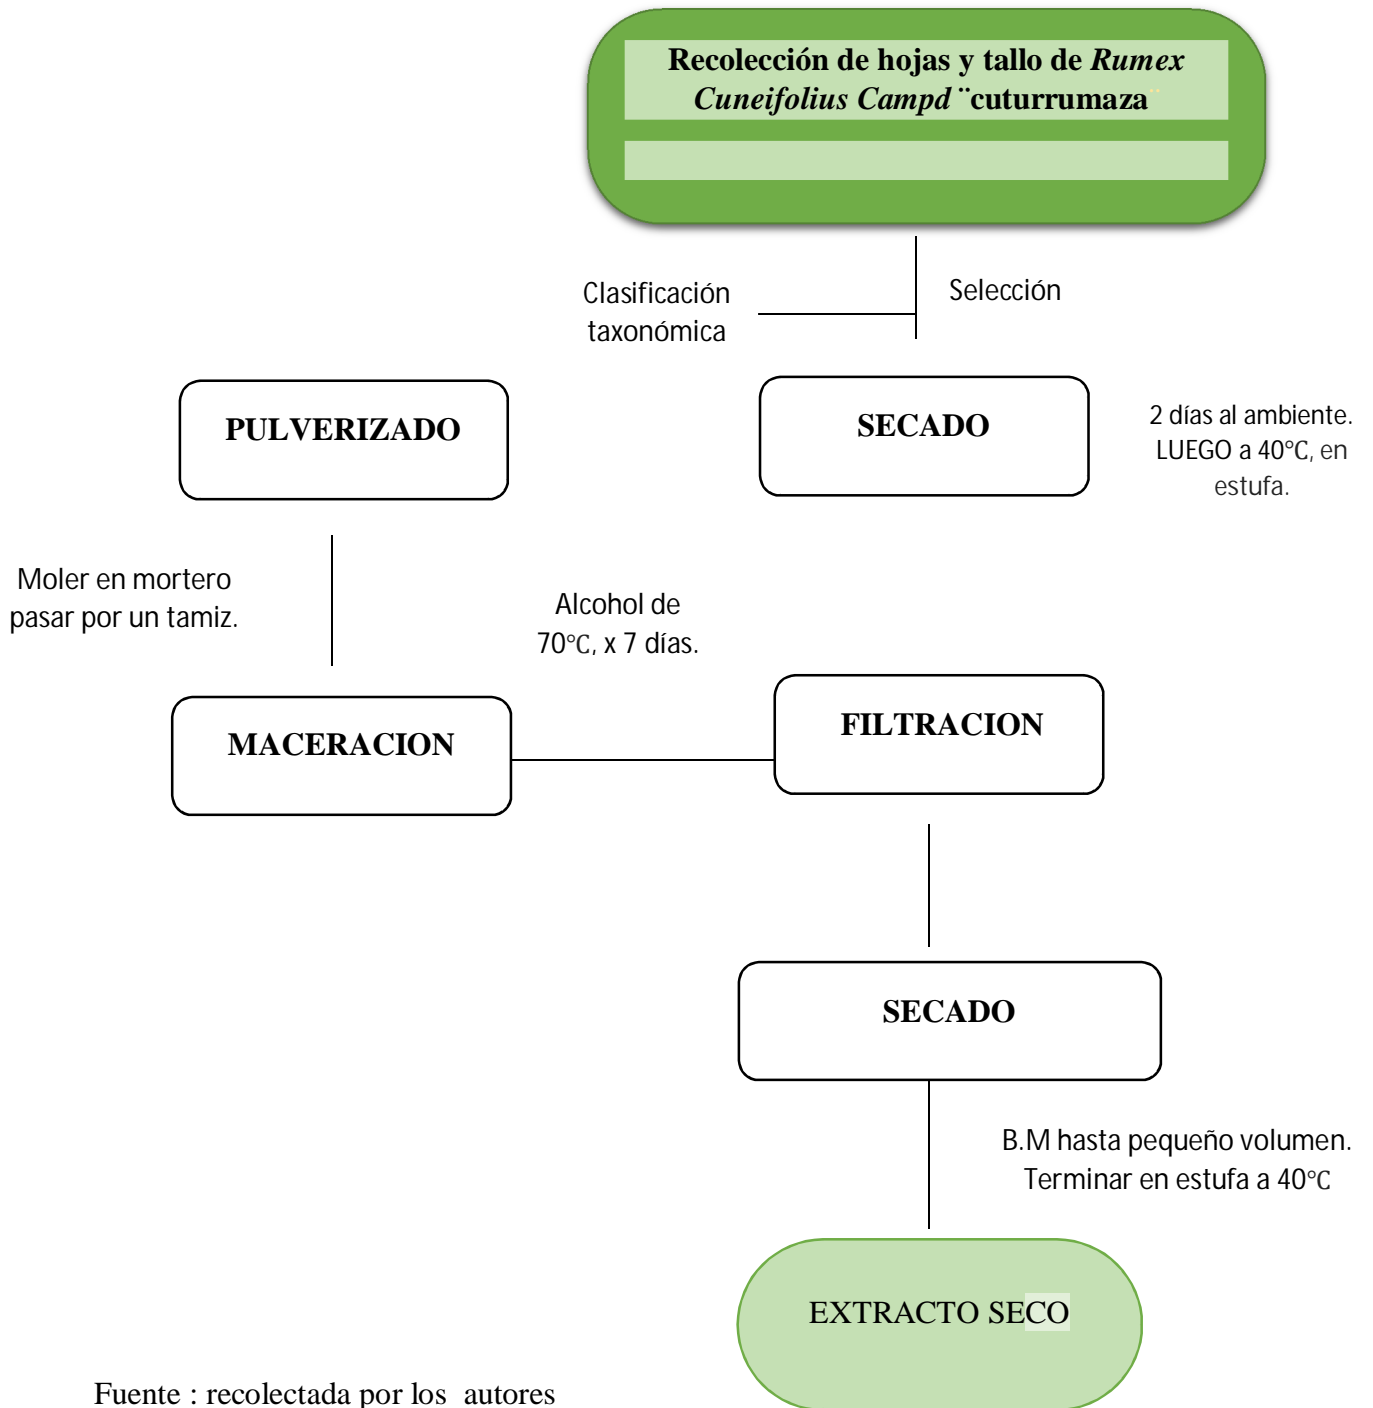 Recolección de hojas y tallo de Rumex
Cuneifolius Campd ¨cuturrumaza¨
Clasificación
taxonómica
Selección
PULVERIZADO
SECADO
2 días al ambiente.
LUEGO a 40°C, en
estufa.
Moler en mortero
pasar por un tamiz.
Alcohol de
70°C, x 7 días.
MACERACION
FILTRACION
SECADO
B.M hasta pequeño volumen.
Terminar en estufa a 40°C
EXTRACTO SECO
Fuente : recolectada por los autores